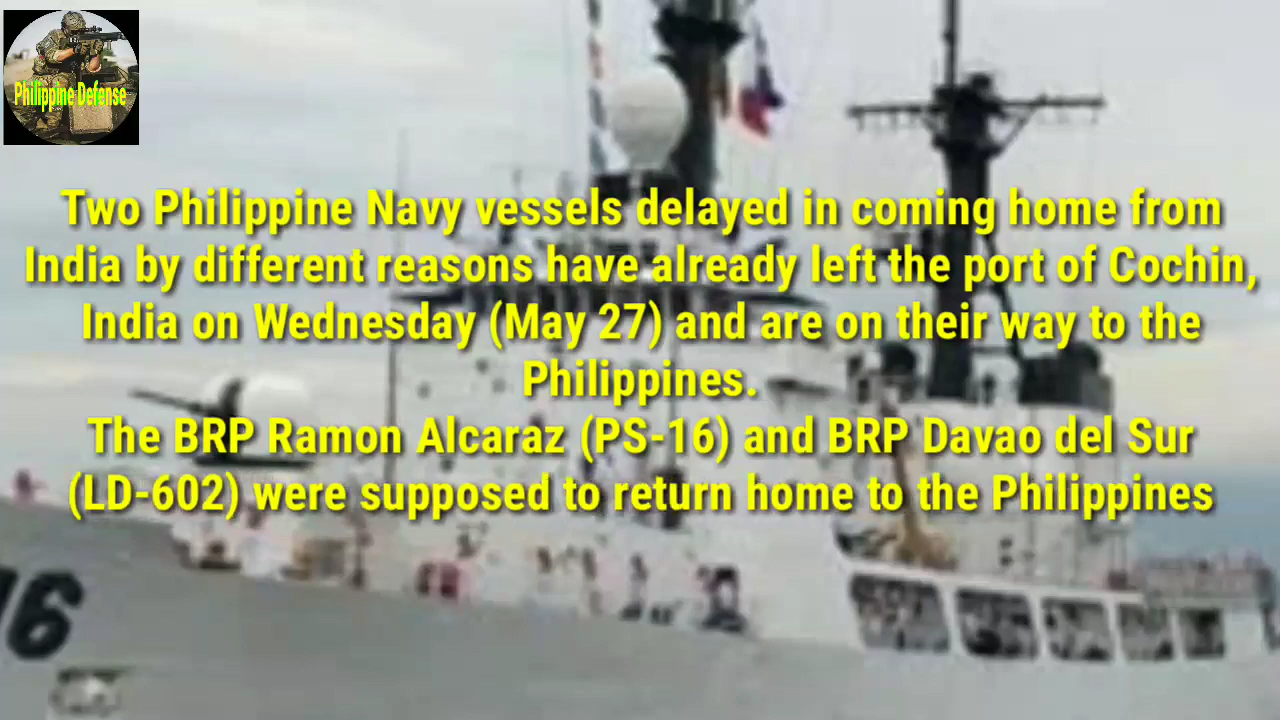 Philippine Defense
Two Philippine Navy vessels delayed in coming home from
India by different reasons have already left the port of Cochin,
India on Wednesday (May 27) and are on their way to the
Philippines.
The BRP Ramon Alcaraz (PS-16) and BRP Davao del Sur
(LD-602) were supposed to return home to the Philippines
16